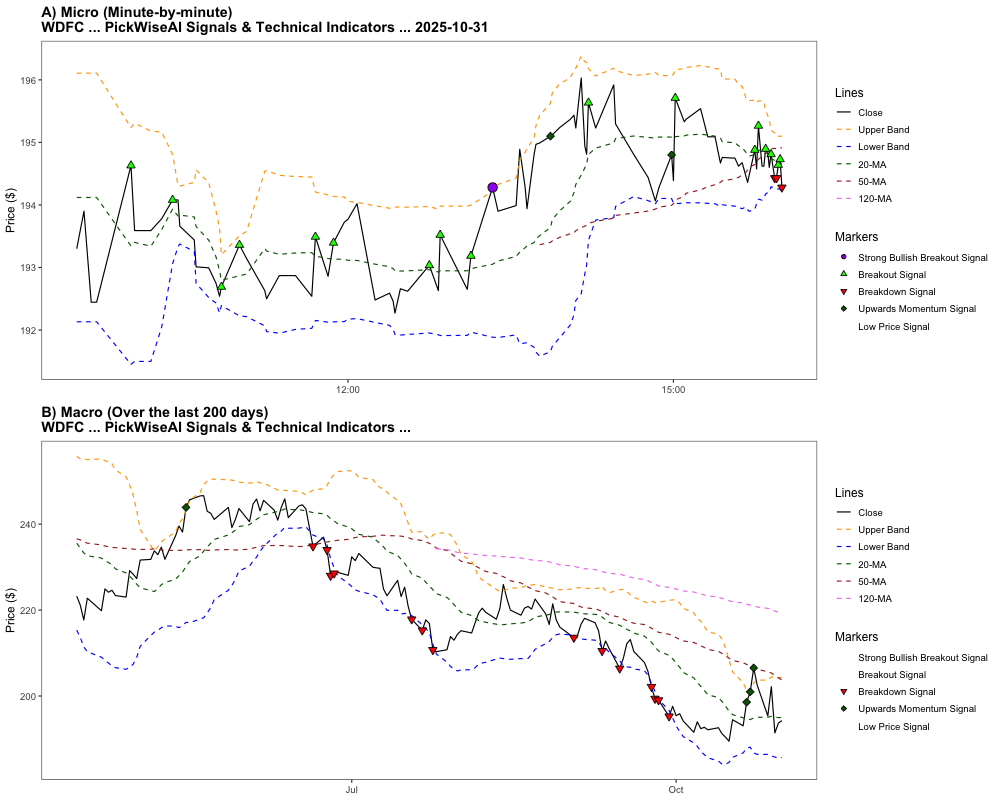 A) Micro (Minute-by-minute)
WDFC ... PickWiseAI Signals & Technical Indicators ... 2025-10-31
Price ($)
196
195
194
193
192
12:00
15:00
Lines
Close
Upper Band
Lower Band
20-MA
50-MA
120-MA
Markers
Strong Bullish Breakout Signal
Breakout Signal
Breakdown Signal
Upwards Momentum Signal
Low Price Signal
B) Macro (Over the last 200 days)
WDFC ... PickWiseAI Signals & Technical Indicators ...
Price ($)
240
220
200
Jul
Oct
Lines
Close
Upper Band
Lower Band
20-MA
50-MA
120-MA
Markers
Strong Bullish Breakout Signal
Breakout Signal
Breakdown Signal
Upwards Momentum Signal
Low Price Signal